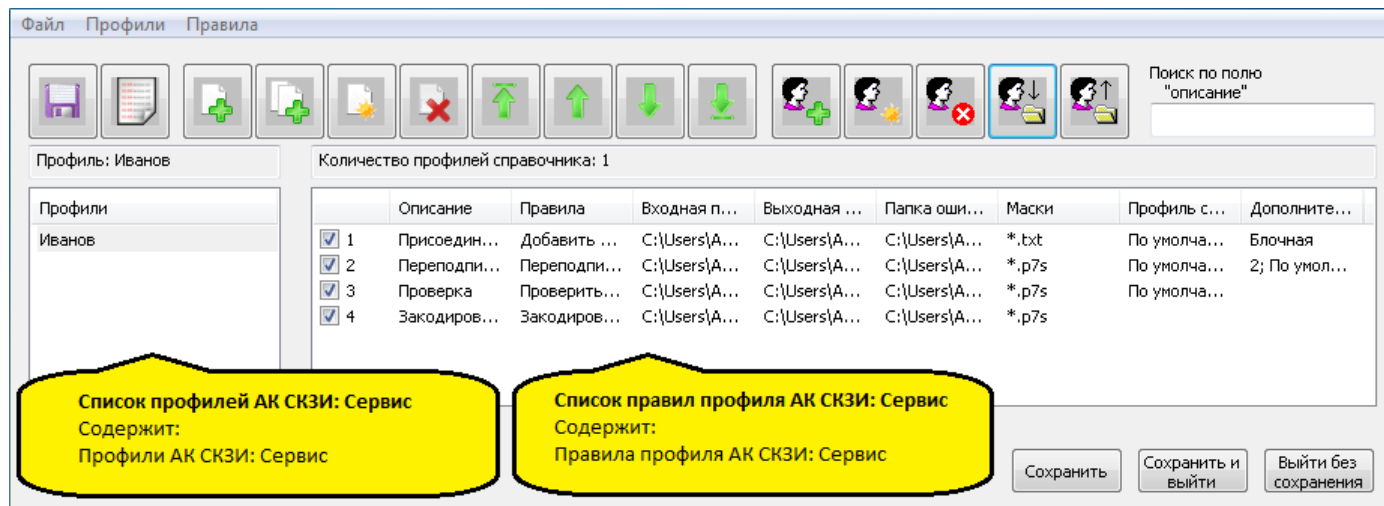 Файл Профили Правила
Поиск по полю
"описание"
Профиль: Иванов
Количество профилей справочника: 1
Профили
Иванов
Описание Правила Входная п... Выходная ... Папка оши... Маски Профиль с... Дополните...
1 Присоедин... Добавить ... C:\Users\A... C:\Users\A... C:\Users\A... *.txt По умолча... Блочная
2 Переподпи... Переподпи... C:\Users\A... C:\Users\A... C:\Users\A... *.p7s По умолча... 2; По умол...
3 Проверка Проверить... C:\Users\A... C:\Users\A... C:\Users\A... *.p7s По умолча...
4 Закодиров... Закодиров... C:\Users\A... C:\Users\A... C:\Users\A... *.p7s
Список профилей АК СКЗИ: Сервис
Содержит:
Профили АК СКЗИ: Сервис
Список правил профиля АК СКЗИ: Сервис
Содержит:
Правила профиля АК СКЗИ: Сервис
Сохранить
Сохранить и
выйти
Выйти без
сохранения